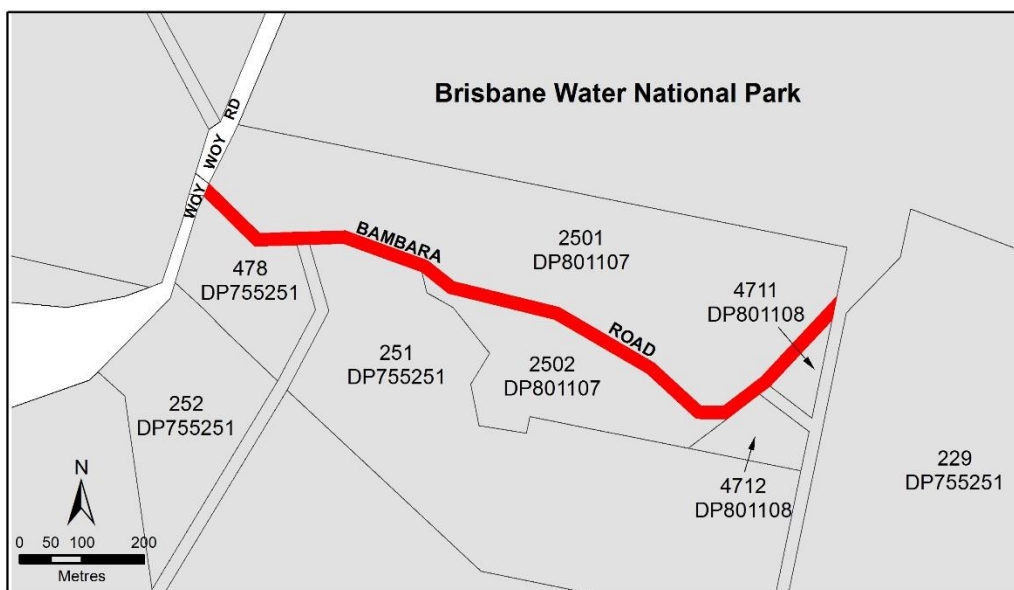 Brisbane Water National Park
WOY WOY RD
WOY
BAMBARA
ROAD
2501
DP801107
478
DP755251
4711
DP801108
251
DP755251
2502
DP801107
252
DP755251
4712
DP801108
229
DP755251
N
0 50 100 200
Metres